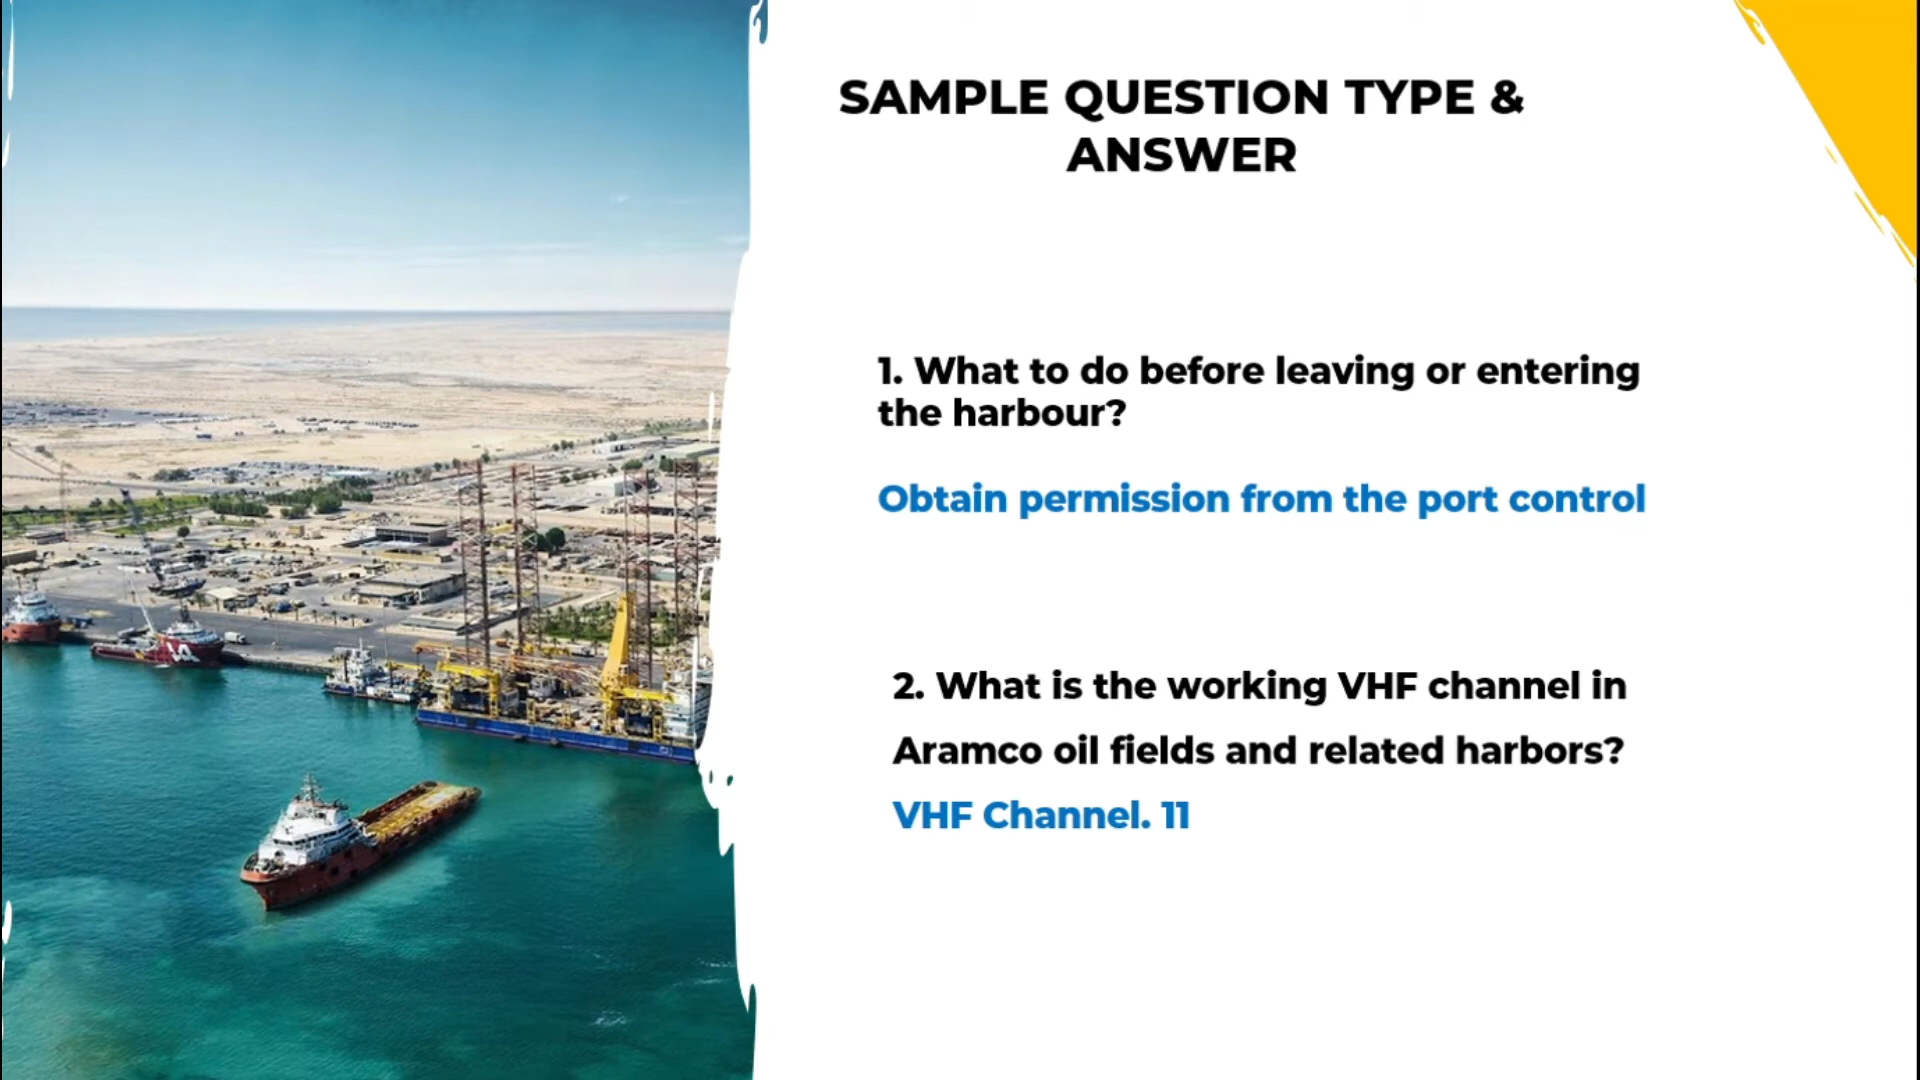 SAMPLE QUESTION TYPE &
ANSWER
1. What to do before leaving or entering
the harbour?
Obtain permission from the port control
2. What is the working VHF channel in
Aramco oil fields and related harbors?
VHF Channel. 11